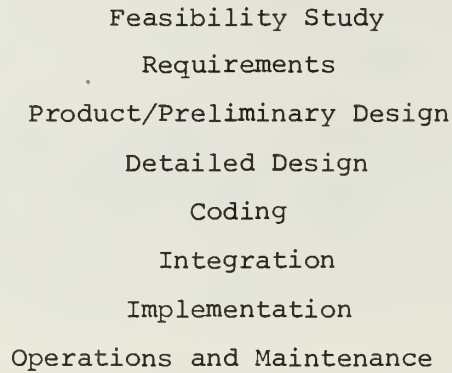 Feasibility Study
Requirements
Product/Preliminary Design
Detailed Design
Coding
Integration
Implementation
Operations and Maintenance